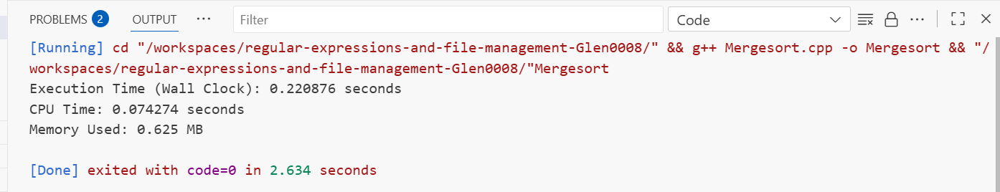 PROBLEMS 2 OUTPUT ··· Filter Code ···
[Running] cd "/workspaces/regular-expressions-and-file-management-Glen0008/" && g++ Mergesort.cpp -o Mergesort && "/
workspaces/regular-expressions-and-file-management-Glen0008/"Mergesort
Execution Time (Wall Clock): 0.220876 seconds
CPU Time: 0.074274 seconds
Memory Used: 0.625 MB
[Done] exited with code=0 in 2.634 seconds